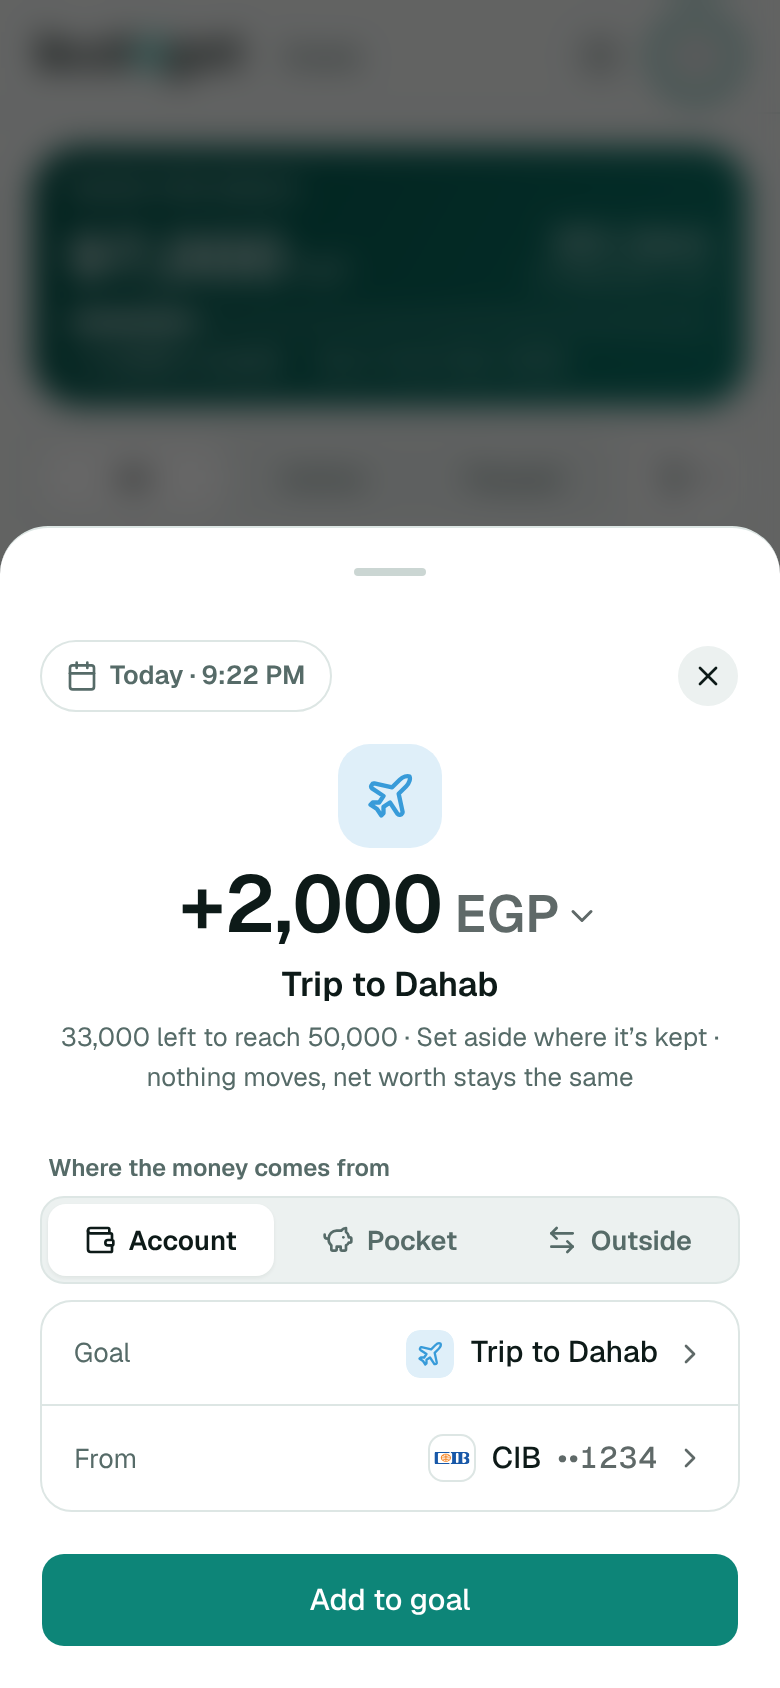 Today · 9:22 PM
+2,000 EGP
Trip to Dahab
33,000 left to reach 50,000 · Set aside where it’s kept ·
nothing moves, net worth stays the same
Where the money comes from
Account
Pocket
Outside
Goal
Trip to Dahab
From
CIB
CIB ••1234
Add to goal